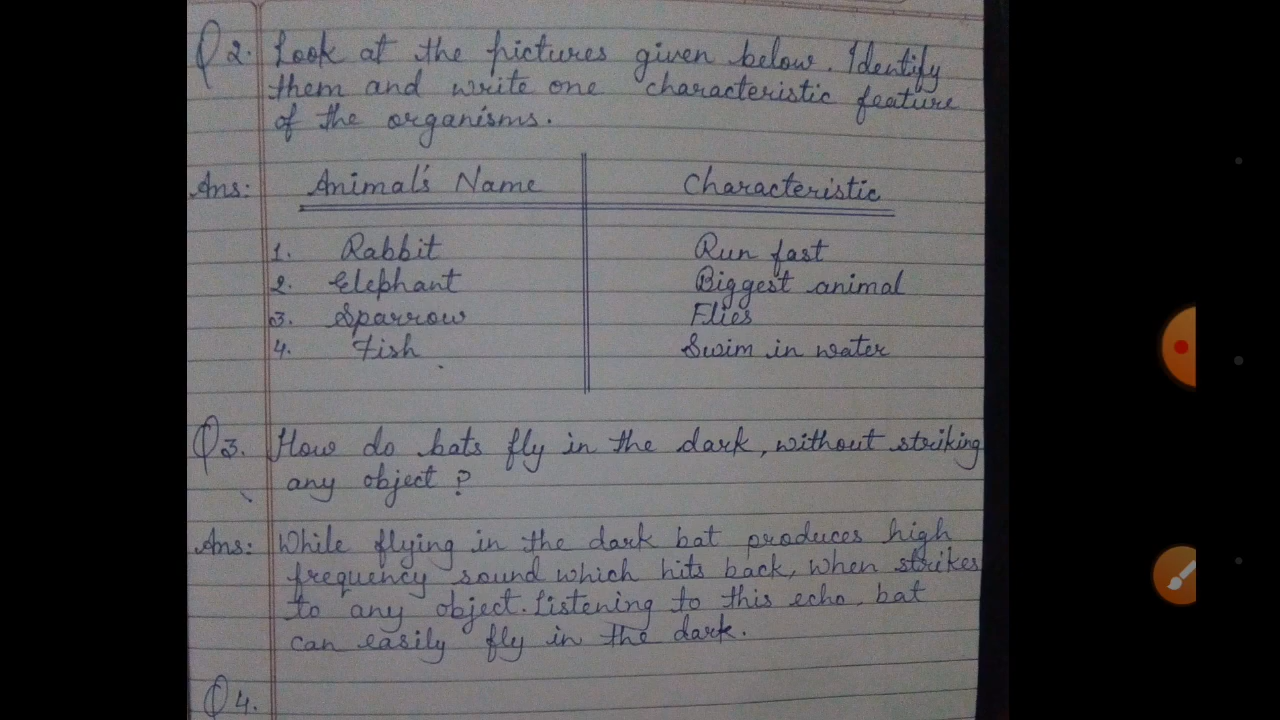 Q2. Look at the pictures given below. Identify
them and write one characteristic feature
of the organisms.
Ans: Animal's Name Characteristic
1. Rabbit Run fast
2. Elephant Biggest animal
3. Sparrow Flies
4. Fish Swim in water
Q3. How do bats fly in the dark, without striking
any object ?
Ans: While flying in the dark bat produces high
frequency sound which hits back, when strikes
to any object. Listening to this echo, bat
can easily fly in the dark.
Q4.